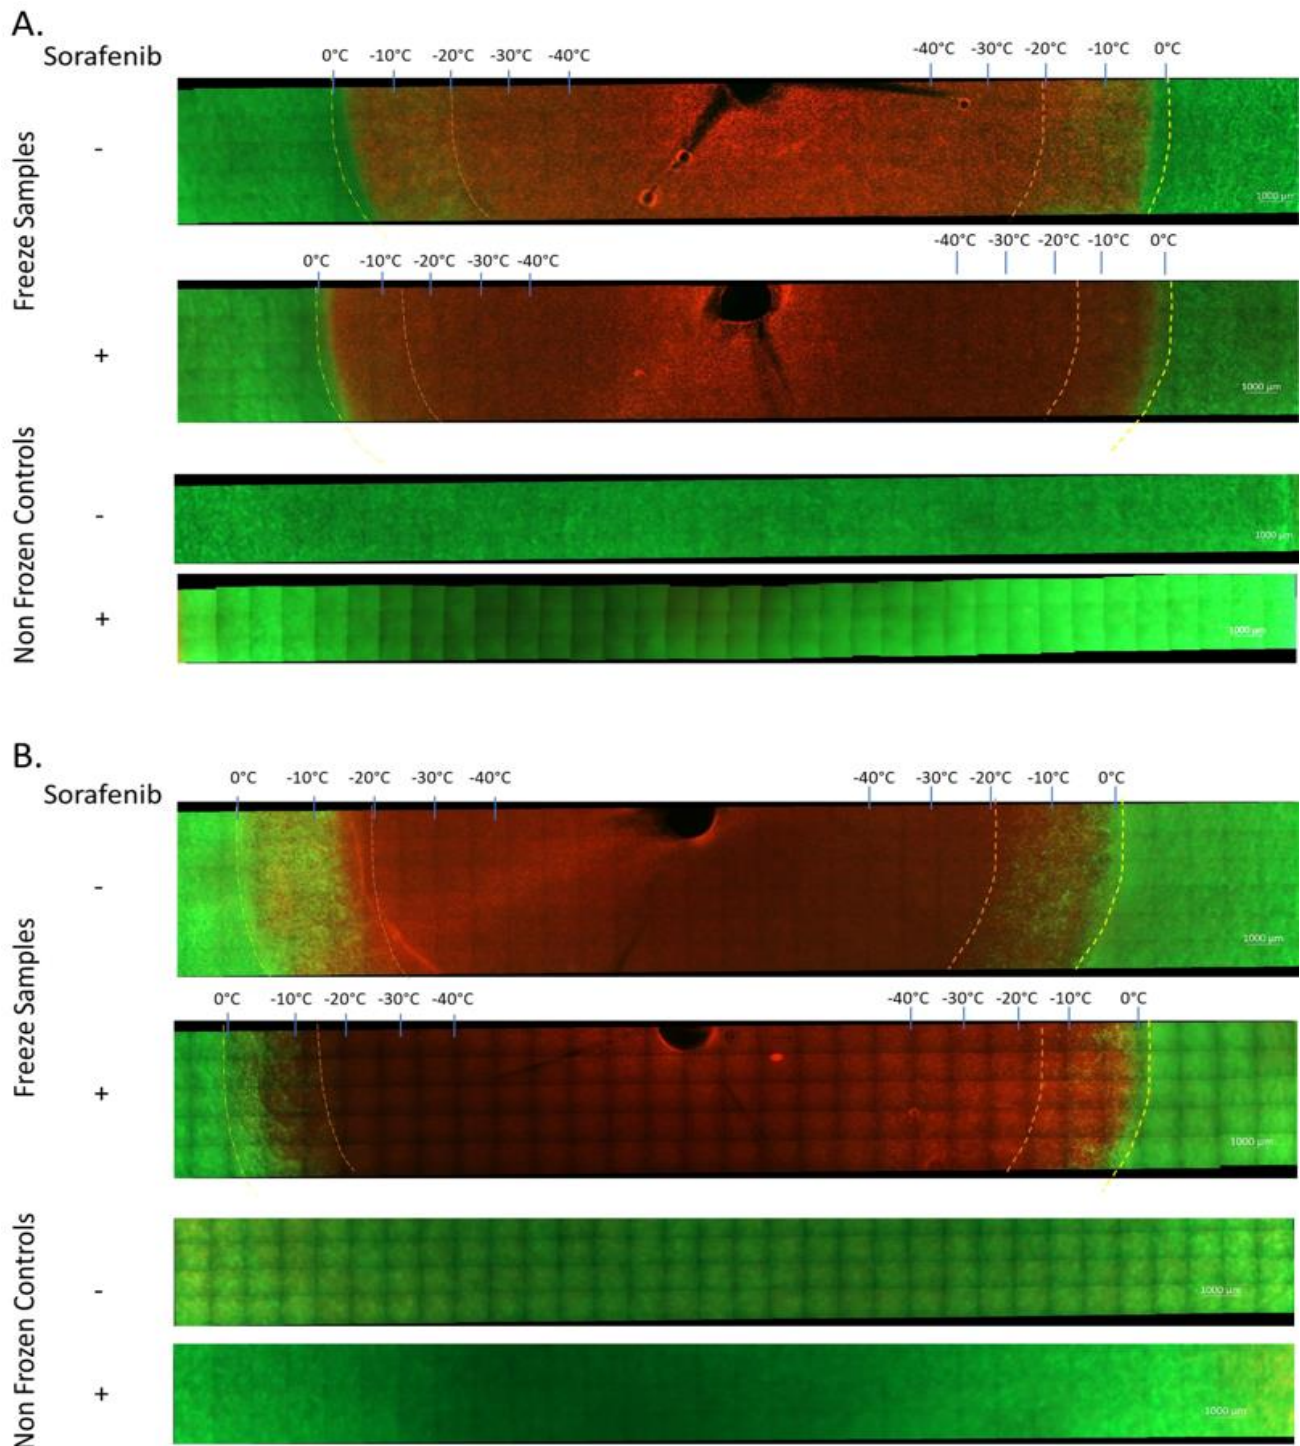 A.
Sorafenib
0°C -10°C -20°C -30°C -40°C -40°C -30°C -20°C -10°C 0°C
Freeze Samples
-
1000 µm
-40°C -30°C -20°C -10°C 0°C
0°C -10°C -20°C -30°C -40°C
+
1000 µm
Non Frozen Controls
-
1000 µm
+
1000 µm
B.
Sorafenib
0°C -10°C -20°C -30°C -40°C -40°C -30°C -20°C -10°C 0°C
Freeze Samples
-
1000 µm
0°C -10°C -20°C -30°C -40°C -40°C -30°C -20°C -10°C 0°C
+
1000 µm
Non Frozen Controls
-
1000 µm
+
1000 µm